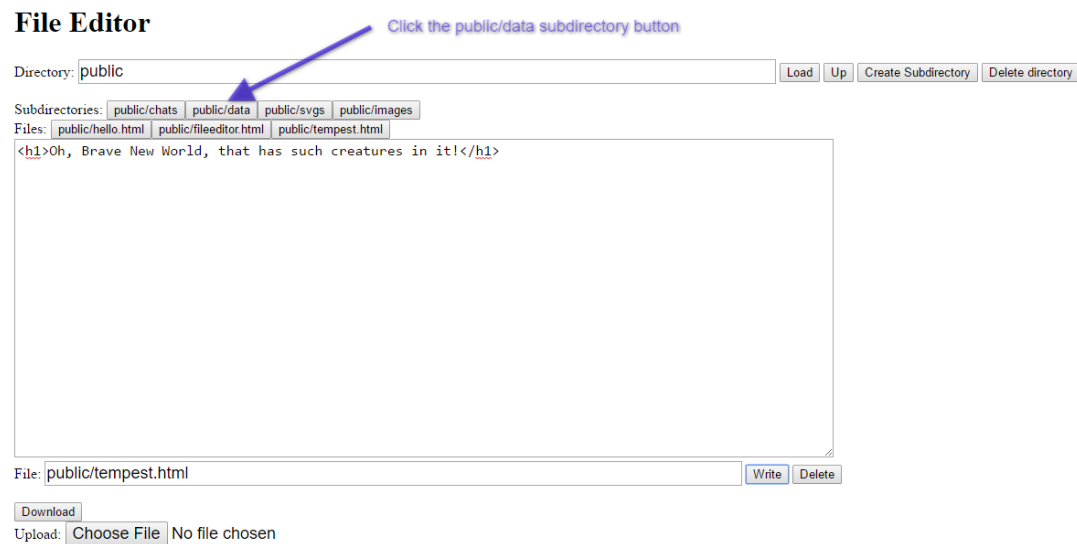 File Editor
Click the public/data subdirectory button
Directory: public Load Up Create Subdirectory Delete directory
Subdirectories: public/chats public/data public/svgs public/images
Files: public/hello.html public/fileeditor.html public/tempest.html
<h1>Oh, Brave New World, that has such creatures in it!</h1>
File: public/tempest.html Write Delete
Download
Upload: Choose File No file chosen